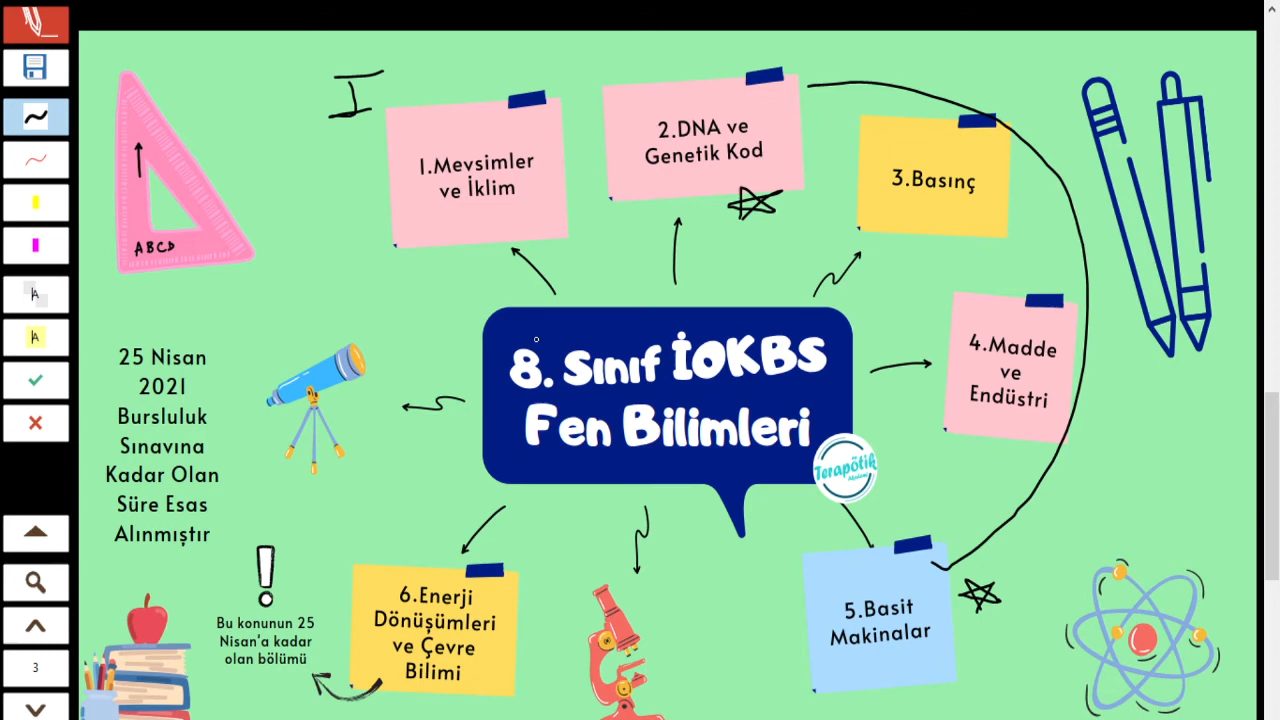 I
1.Mevsimler
ve İklim
2.DNA ve
Genetik Kod
3.Basınç
4.Madde
ve
Endüstri
5.Basit
Makinalar
6.Enerji
Dönüşümleri
ve Çevre
Bilimi
8. Sınıf İOKBS
Fen Bilimleri
Terapötik
Akademi
ABCD
25 Nisan
2021
Bursluluk
Sınavına
Kadar Olan
Süre Esas
Alınmıştır
!
Bu konunun 25
Nisan'a kadar
olan bölümü
A
A
3